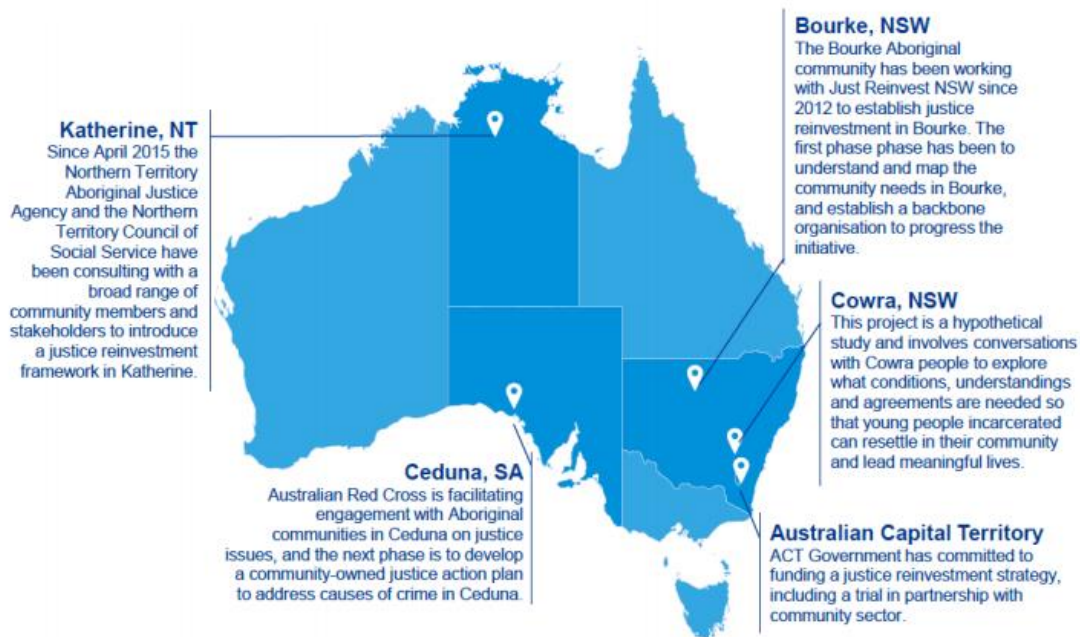 Bourke, NSW
The Bourke Aboriginal
community has been working
with Just Reinvest NSW since
2012 to establish justice
reinvestment in Bourke. The
first phase phase has been to
understand and map the
community needs in Bourke,
and establish a backbone
organisation to progress the
initiative.
Katherine, NT
Since April 2015 the
Northern Territory
Aboriginal Justice
Agency and the Northern
Territory Council of
Social Service have
been consulting with a
broad range of
community members and
stakeholders to introduce
a justice reinvestment
framework in Katherine.
Cowra, NSW
This project is a hypothetical
study and involves conversations
with Cowra people to explore
what conditions, understandings
and agreements are needed so
that young people incarcerated
can resettle in their community
and lead meaningful lives.
Ceduna, SA
Australian Red Cross is facilitating
engagement with Aboriginal
communities in Ceduna on justice
issues, and the next phase is to develop
a community-owned justice action plan
to address causes of crime in Ceduna.
Australian Capital Territory
ACT Government has committed to
funding a justice reinvestment strategy,
including a trial in partnership with
community sector.